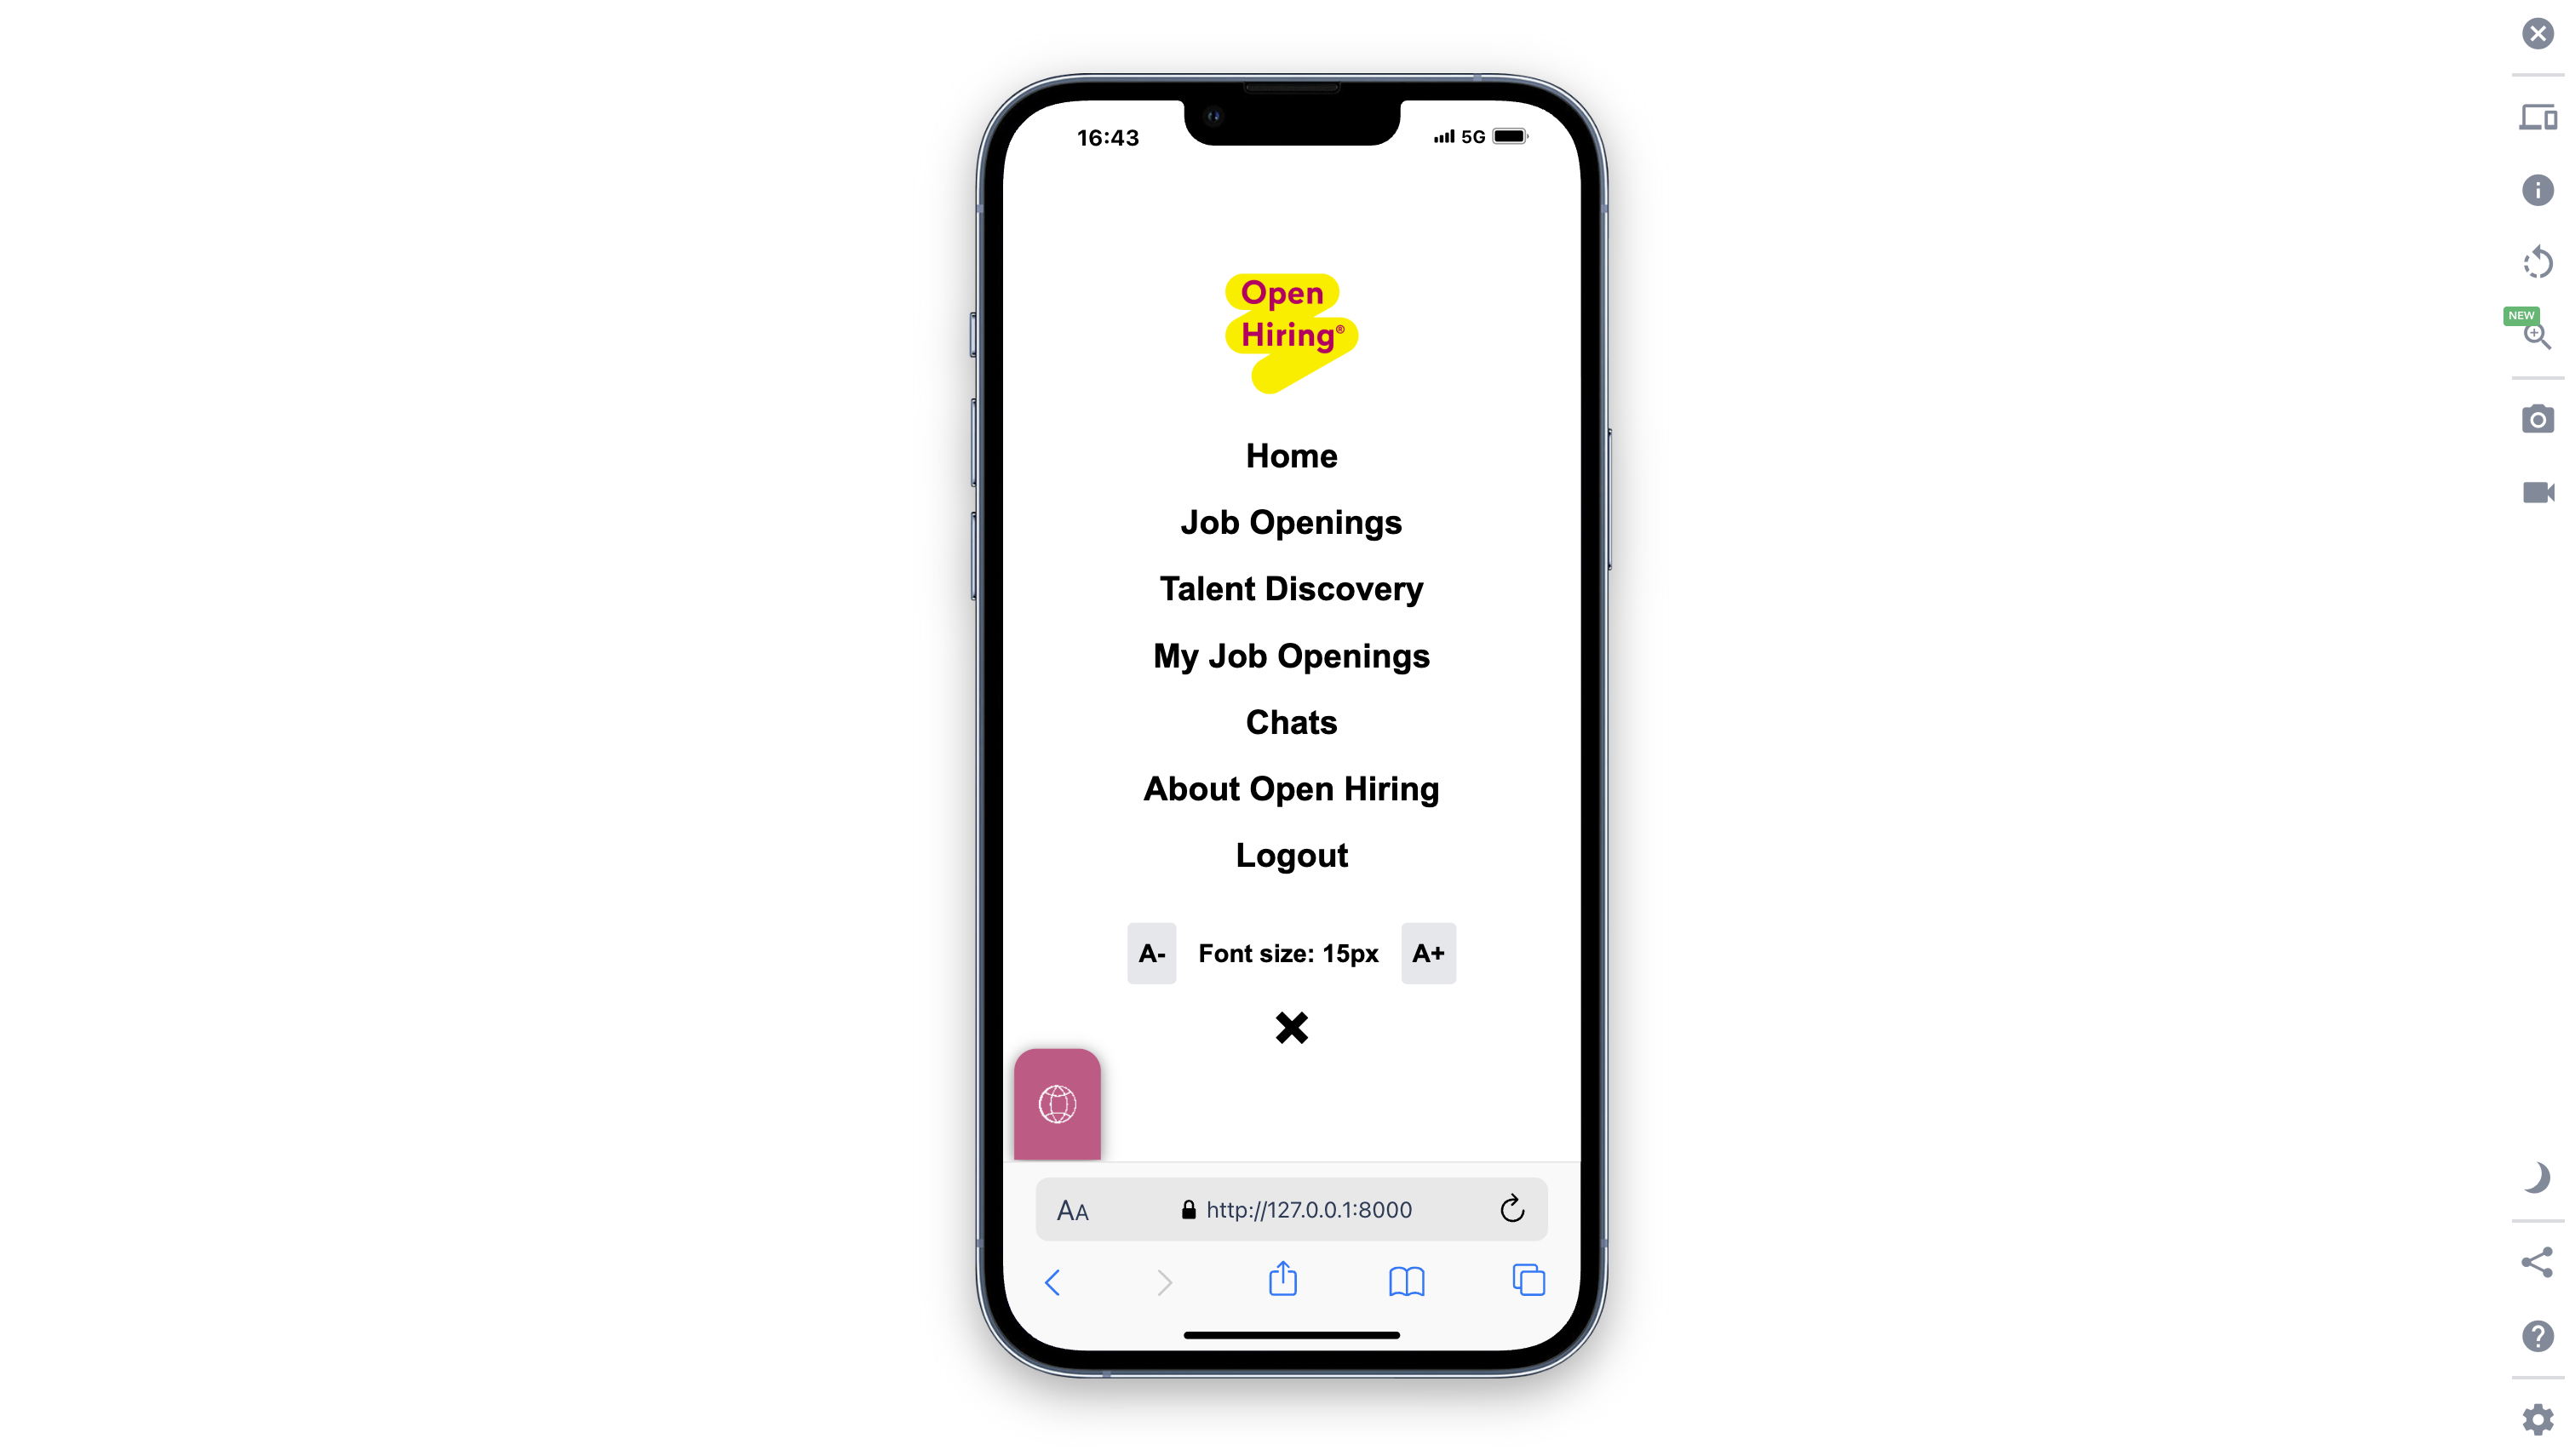 16:43
5G
NEW
Open
Hiring®
Home
Job Openings
Talent Discovery
My Job Openings
Chats
About Open Hiring
Logout
A- Font size: 15px A+
AA http://127.0.0.1:8000